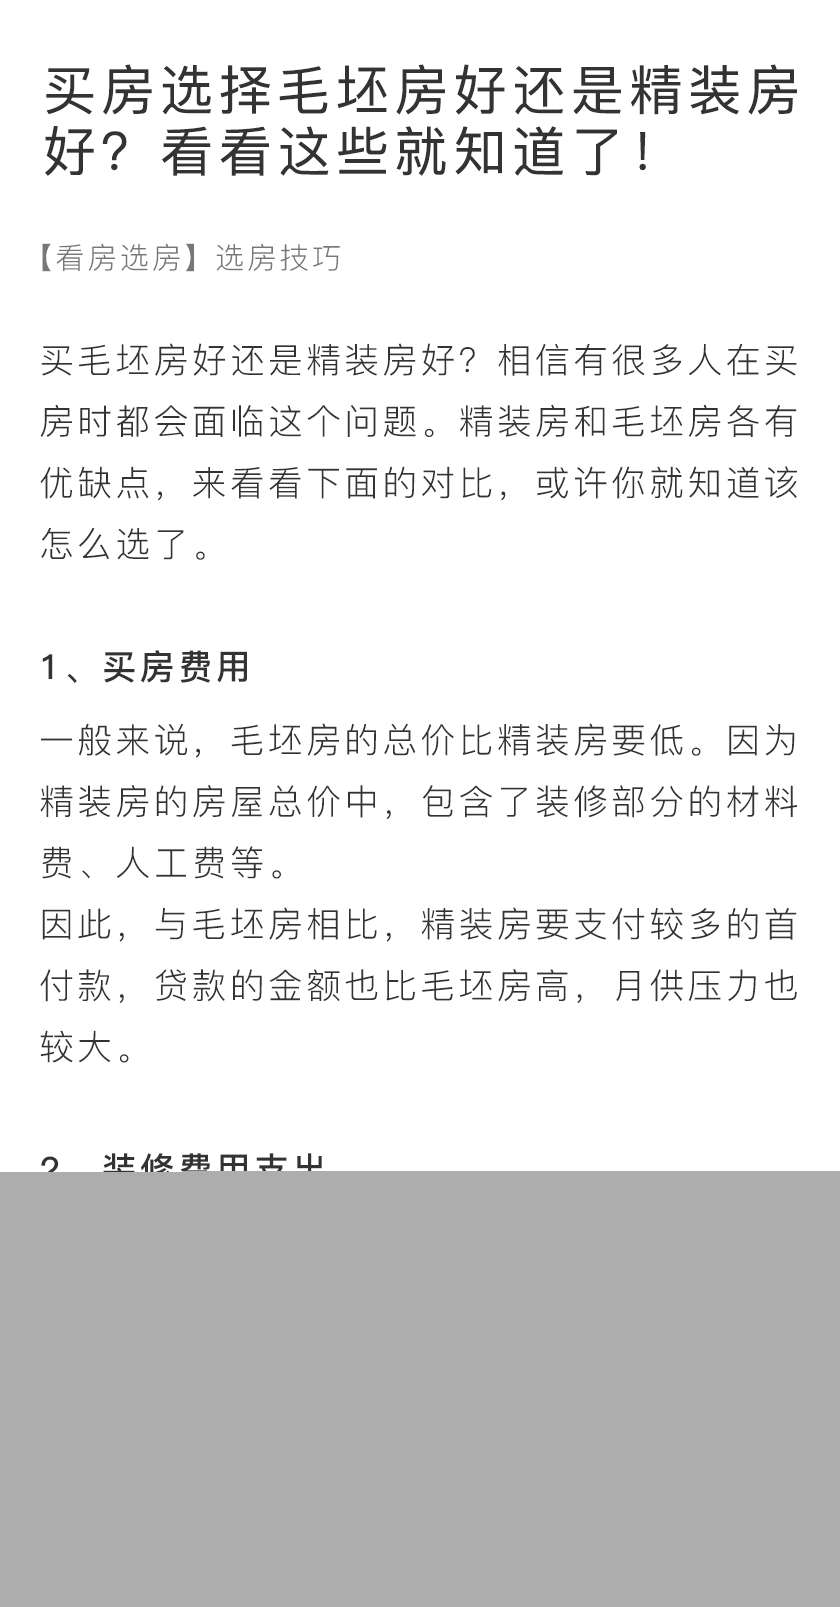 买房选择毛坯房好还是精装房
好？看看这些就知道了！
【看房选房】选房技巧
买毛坯房好还是精装房好？相信有很多人在买
房时都会面临这个问题。精装房和毛坯房各有
优缺点，来看看下面的对比，或许你就知道该
怎么选了。
1、买房费用
一般来说，毛坯房的总价比精装房要低。因为
精装房的房屋总价中，包含了装修部分的材料
费、人工费等。
因此，与毛坯房相比，精装房要支付较多的首
付款，贷款的金额也比毛坯房高，月供压力也
较大。
2、装修费用支出